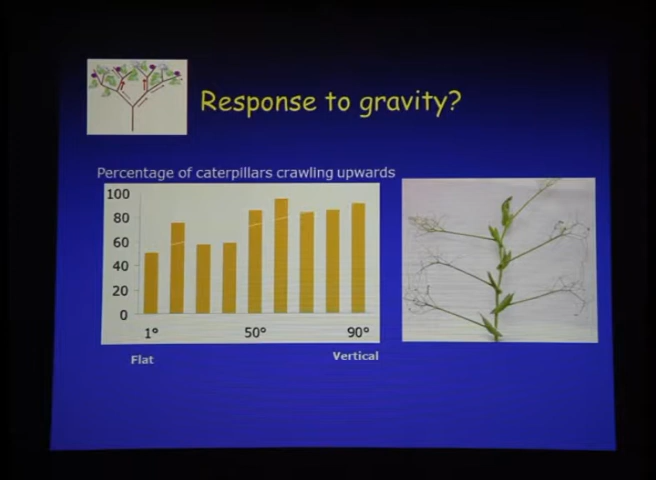 Response to gravity?
Percentage of caterpillars crawling upwards
100
80
60
40
20
0
1° 50° 90°
Flat Vertical